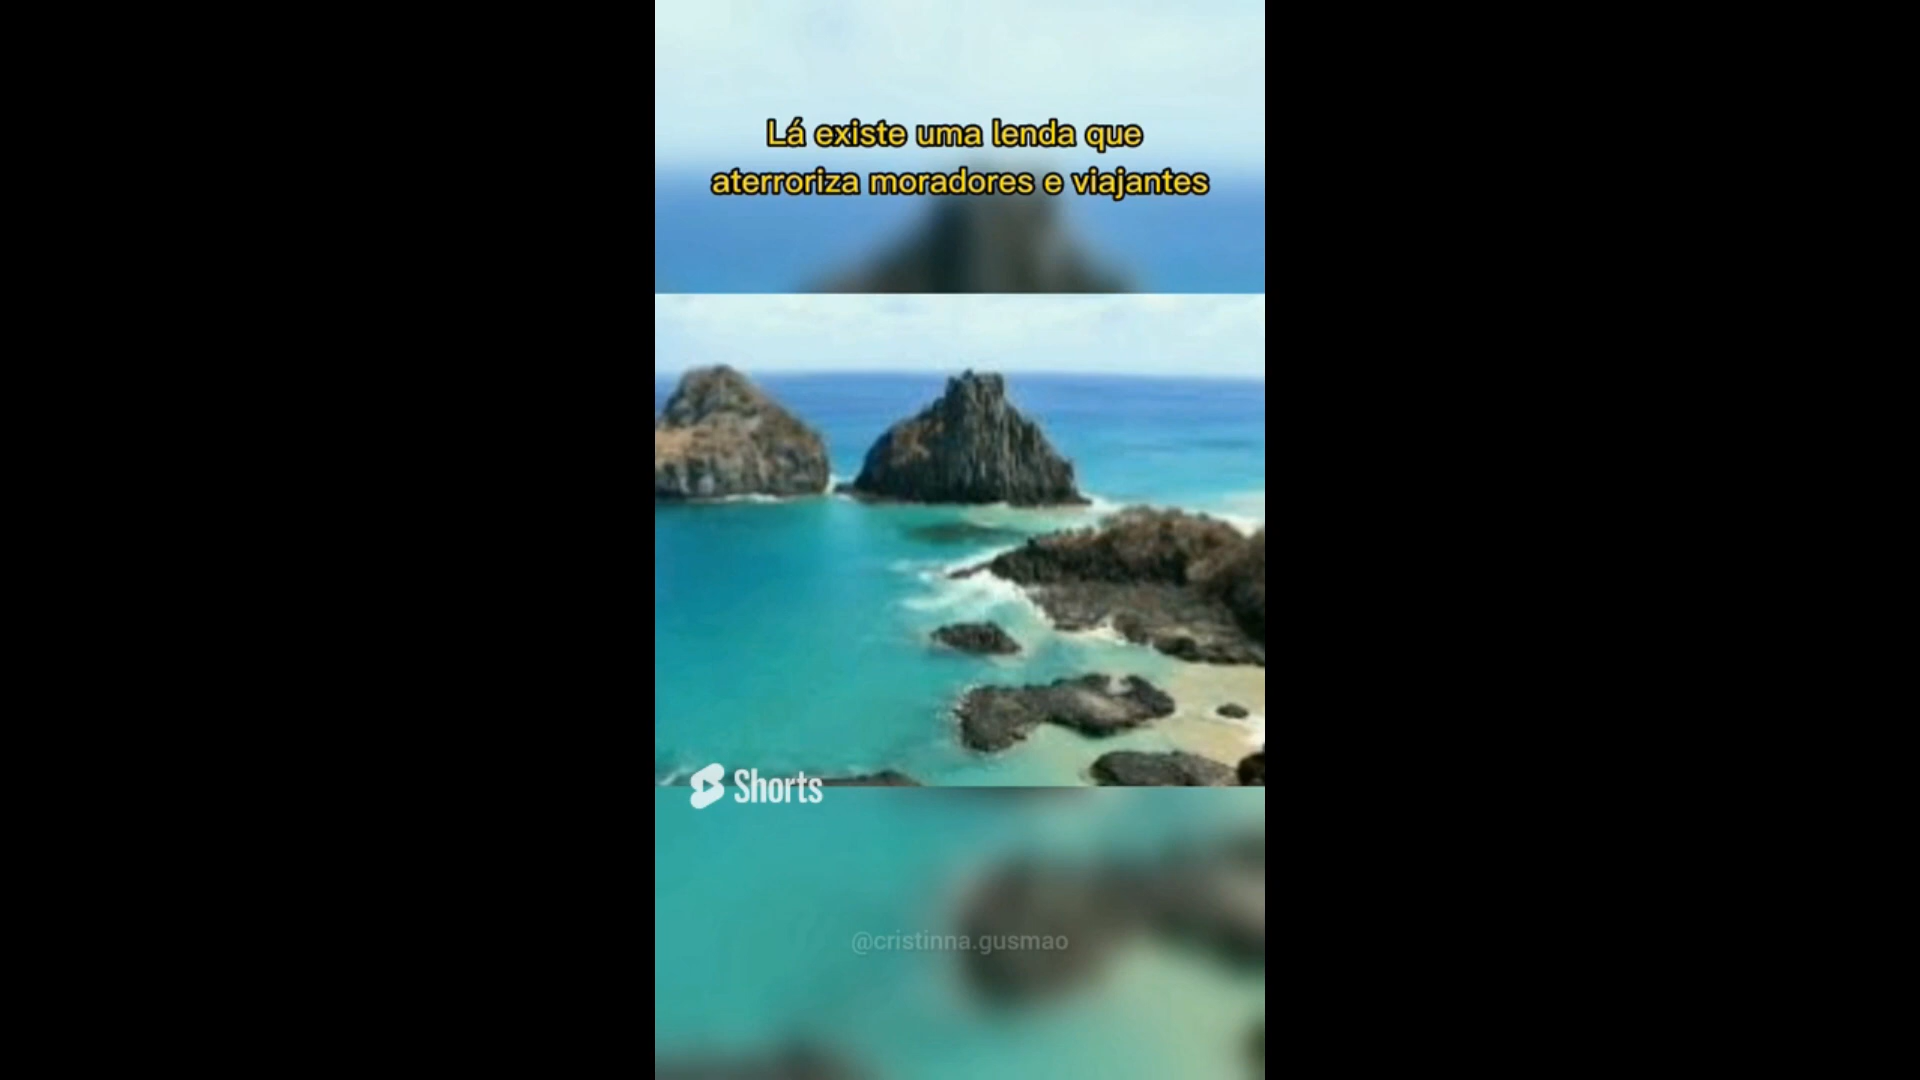 Lá existe uma lenda que
aterroriza moradores e viajantes
Shorts
@cristinna.gusmao